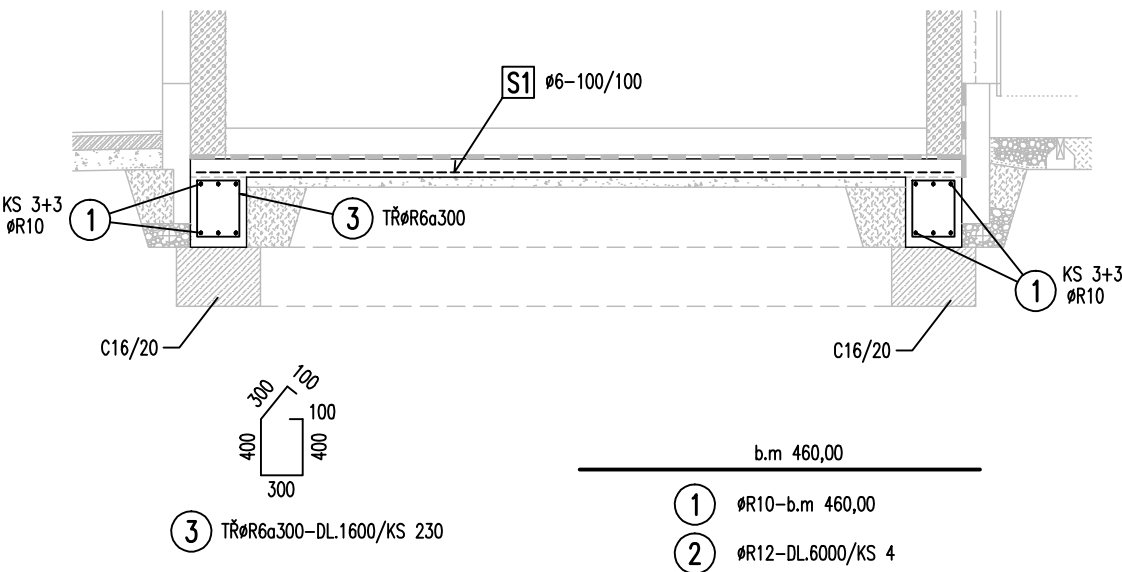 S1 ø6-100/100
KS 3+3
øR10
1
3 TŘøR6a300
1
KS 3+3
øR10
C16/20
C16/20
300
100
100
400
400
300
b.m 460,00
1 øR10-b.m 460,00
3 TŘøR6a300-DL.1600/KS 230
2 øR12-DL.6000/KS 4